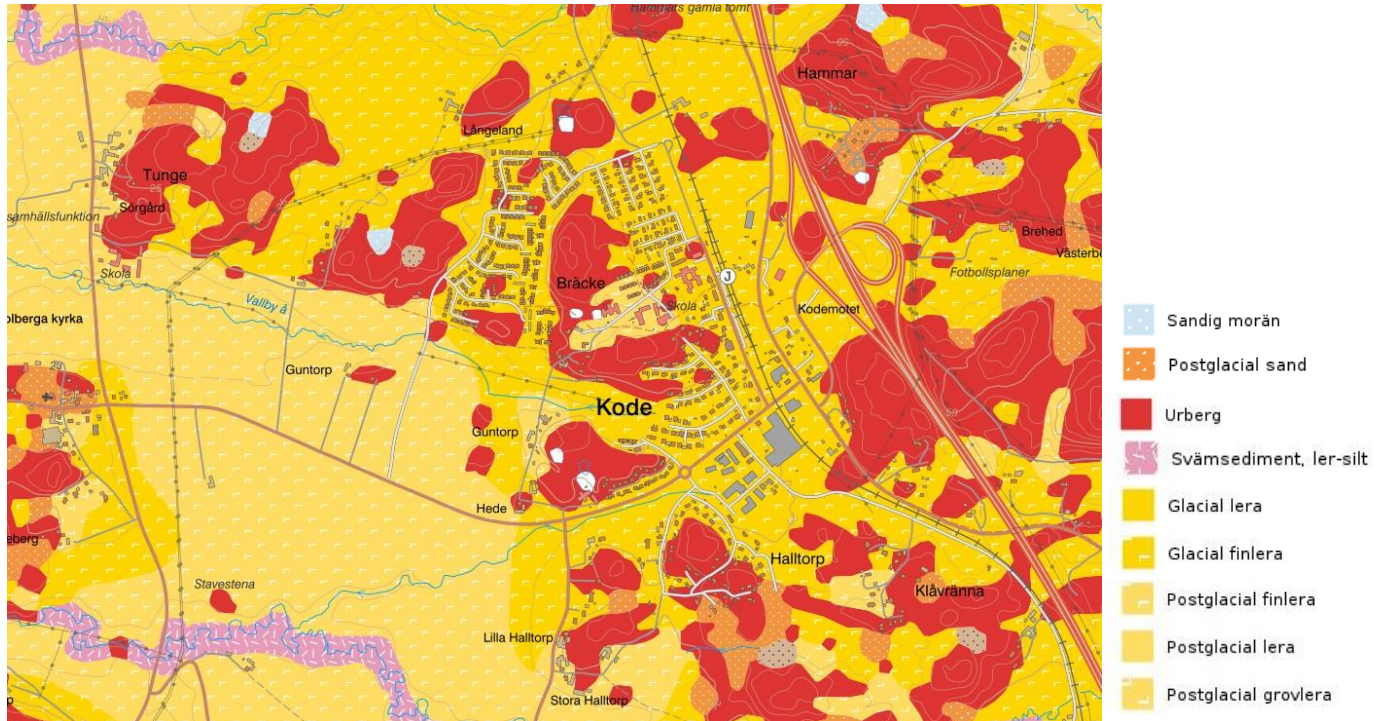 Hammars gamla tomt
Hammar
Långeland
Tunge
Sörgård
samhällsfunktion
Brehed
Västerbe
Skola
Bräcke
J
Fotbollsplaner
Vallby å
Skola
Kodemotet
olberga kyrka
Guntorp
Kode
Guntorp
Hede
Halltorp
eberg
Stavestena
Klåvränna
Lilla Halltorp
Stora Halltorp
p
Sandig morän
Postglacial sand
Urberg
Svämsediment, ler-silt
Glacial lera
Glacial finlera
Postglacial finlera
Postglacial lera
Postglacial grovlera